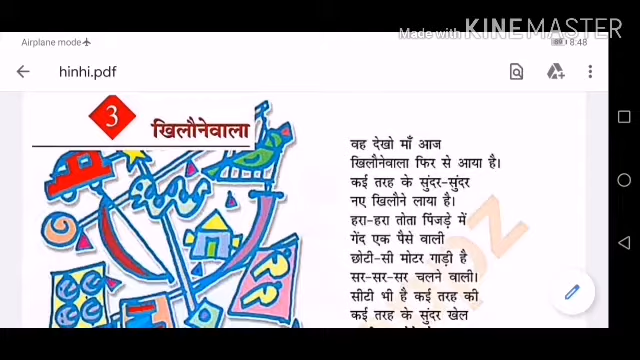 Made with KINEMASTER
Airplane mode
8:48
hinhi.pdf
3
खिलौनेवाला
वह देखो माँ आज
खिलौनेवाला फिर से आया है।
कई तरह के सुंदर-सुंदर
नए खिलौने लाया है।
हरा-हरा तोता पिंजड़े में
गेंद एक पैसे वाली
छोटी-सी मोटर गाड़ी है
सर-सर-सर चलने वाली।
सीटी भी है कई तरह की
कई तरह के सुंदर खेल